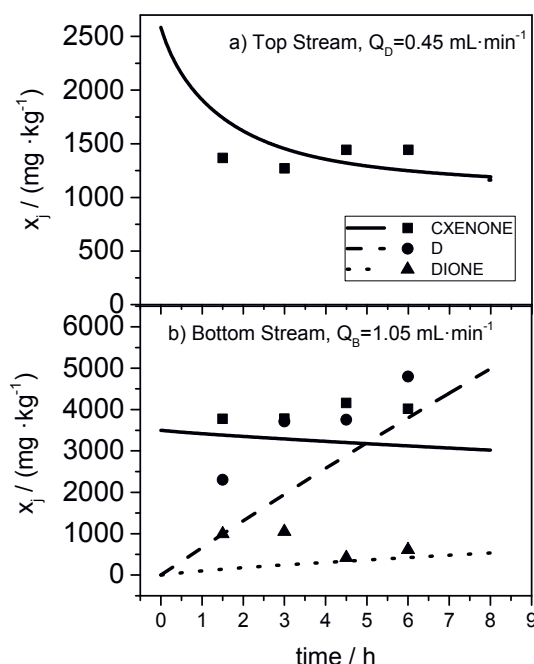 a) Top Stream, Q_D=0.45 mL·min⁻¹
x_j / (mg ·kg⁻¹)
2500
2000
1500
1000
500
0
CXENONE
D
DIONE
b) Bottom Stream, Q_B=1.05 mL·min⁻¹
x_j / (mg ·kg⁻¹)
6000
5000
4000
3000
2000
1000
0
0 1 2 3 4 5 6 7 8 9
time / h